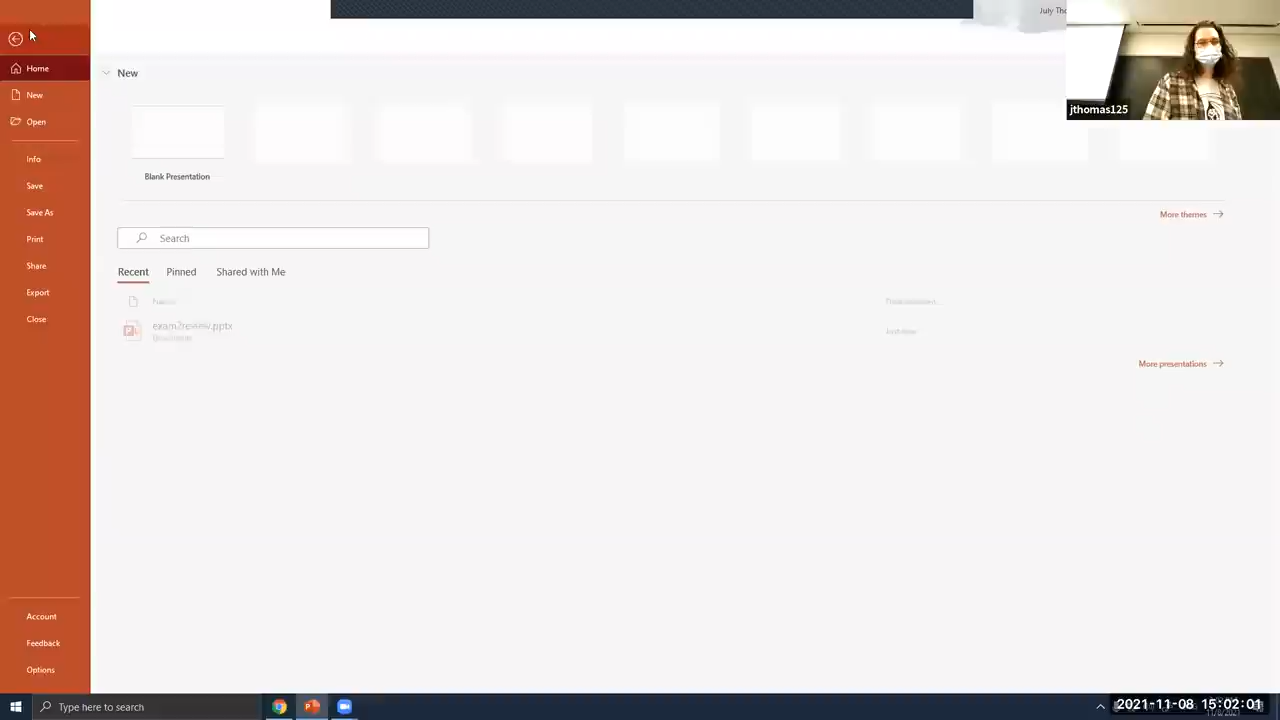 July Tho
Home
New
New
Open
jthomas125
Info
Blank Presentation
Save
Save As
More themes
Print
Search
Share
Recent Pinned Shared with Me
Export
Close
exam2review.pptx
More presentations
Account
Feedback
Options
Type here to search
2021-11-08 15:02:01